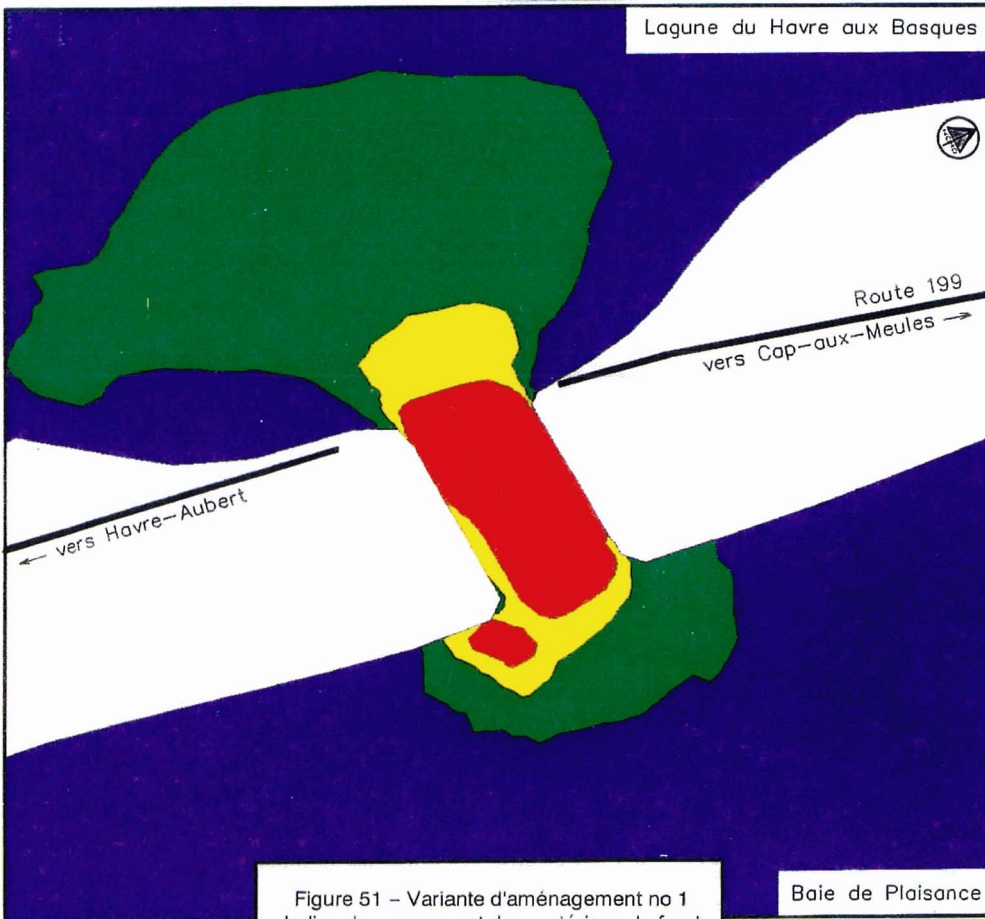 Lagune du Havre aux Basques
Route 199
vers Cap-aux-Meules →
← vers Havre-Aubert
Figure 51 – Variante d'aménagement no 1
Baie de Plaisance